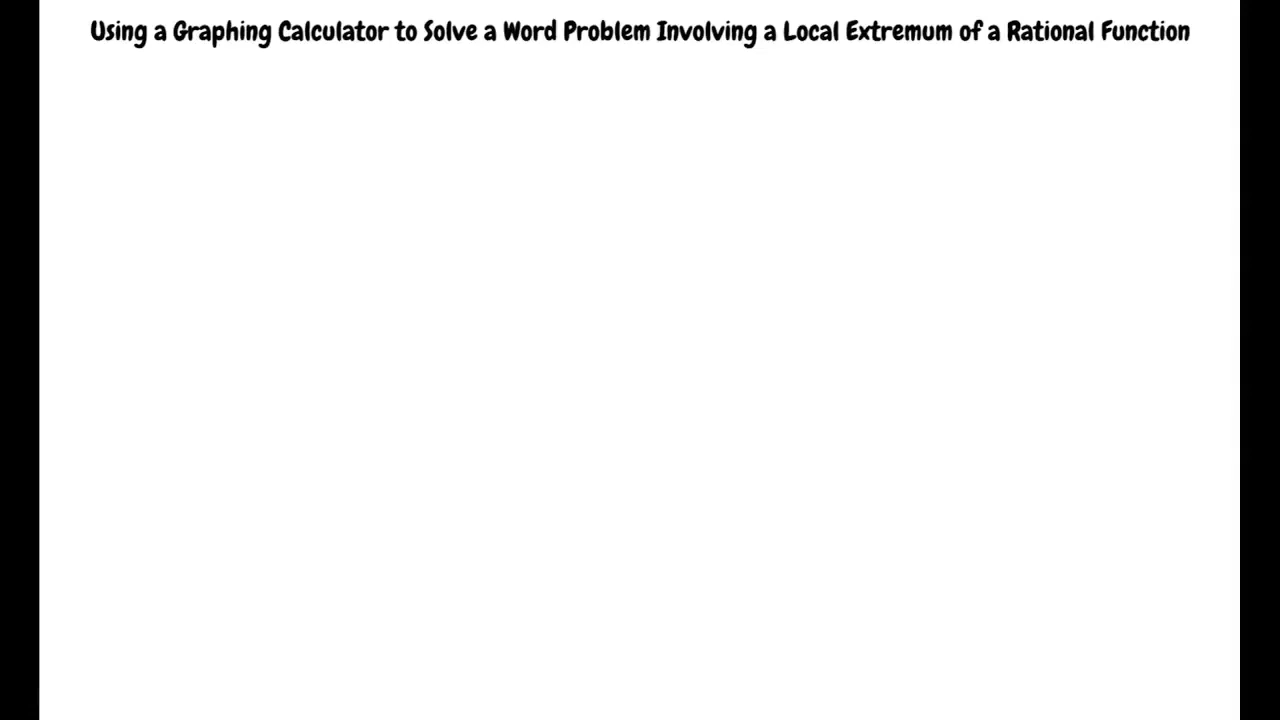 Using a Graphing Calculator to Solve a Word Problem Involving a Local Extremum of a Rational Function